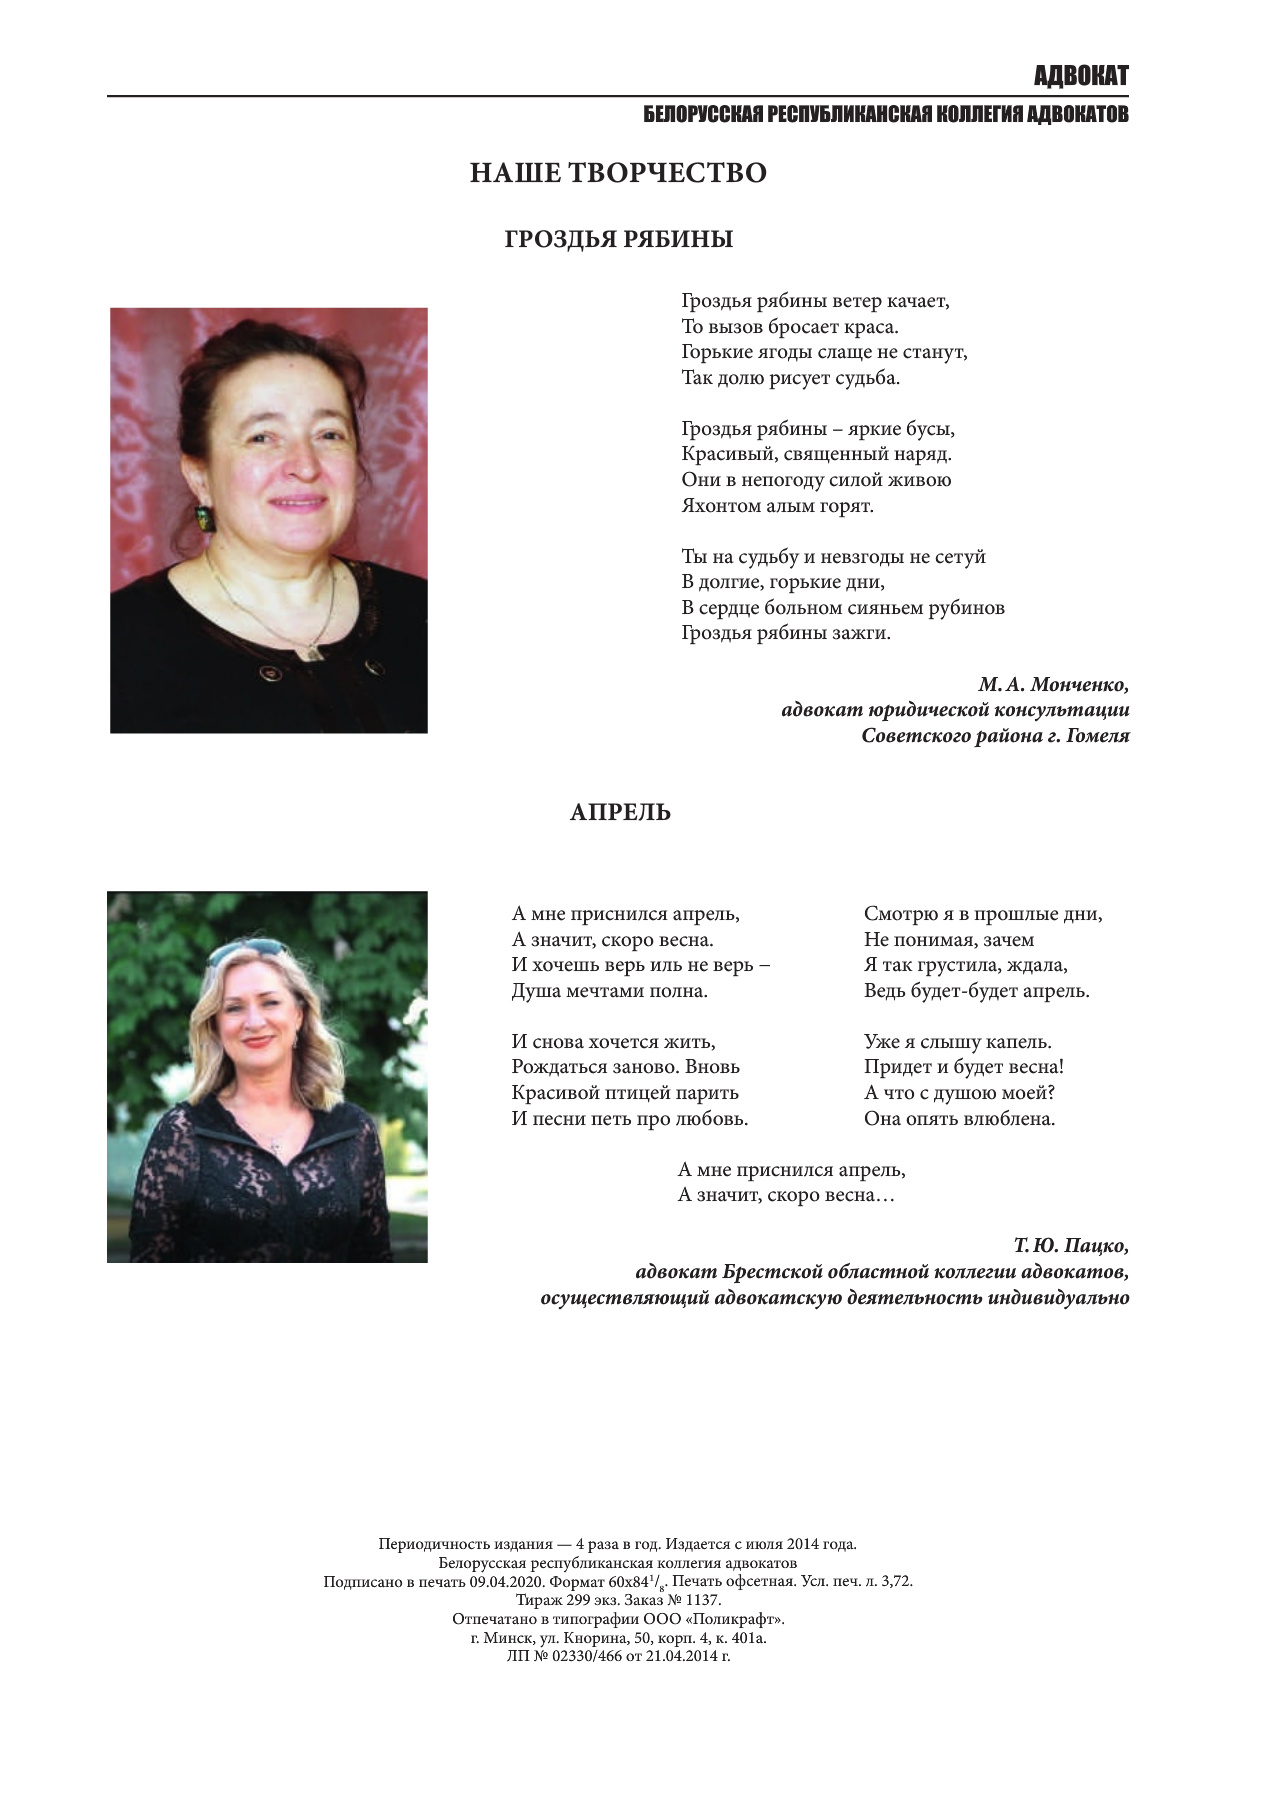 АДВОКАТ
БЕЛОРУССКАЯ РЕСПУБЛИКАНСКАЯ КОЛЛЕГИЯ АДВОКАТОВ
НАШЕ ТВОРЧЕСТВО
ГРОЗДЬЯ РЯБИНЫ
Гроздья рябины ветер качает,
То вызов бросает краса.
Горькие ягоды слаще не станут,
Так долю рисует судьба.
Гроздья рябины – яркие бусы,
Красивый, священный наряд.
Они в непогоду силой живою
Яхонтом алым горят.
Ты на судьбу и невзгоды не сетуй
В долгие, горькие дни,
В сердце больном сияньем рубинов
Гроздья рябины зажги.
М. А. Монченко,
адвокат юридической консультации
Советского района г. Гомеля
АПРЕЛЬ
А мне приснился апрель,
А значит, скоро весна.
И хочешь верь иль не верь –
Душа мечтами полна.
И снова хочется жить,
Рождаться заново. Вновь
Красивой птицей парить
И песни петь про любовь.
Смотрю я в прошлые дни,
Не понимая, зачем
Я так грустила, ждала,
Ведь будет-будет апрель.
Уже я слышу капель.
Придет и будет весна!
А что с душою моей?
Она опять влюблена.
А мне приснился апрель,
А значит, скоро весна…
Т. Ю. Пацко,
адвокат Брестской областной коллегии адвокатов,
осуществляющий адвокатскую деятельность индивидуально
Периодичность издания — 4 раза в год. Издается с июля 2014 года.
Белорусская республиканская коллегия адвокатов
Подписано в печать 09.04.2020. Формат 60х84 1/8. Печать офсетная. Усл. печ. л. 3,72.
Тираж 299 экз. Заказ № 1137.
Отпечатано в типографии ООО «Поликрафт».
г. Минск, ул. Кнорина, 50, корп. 4, к. 401а.
ЛП № 02330/466 от 21.04.2014 г.